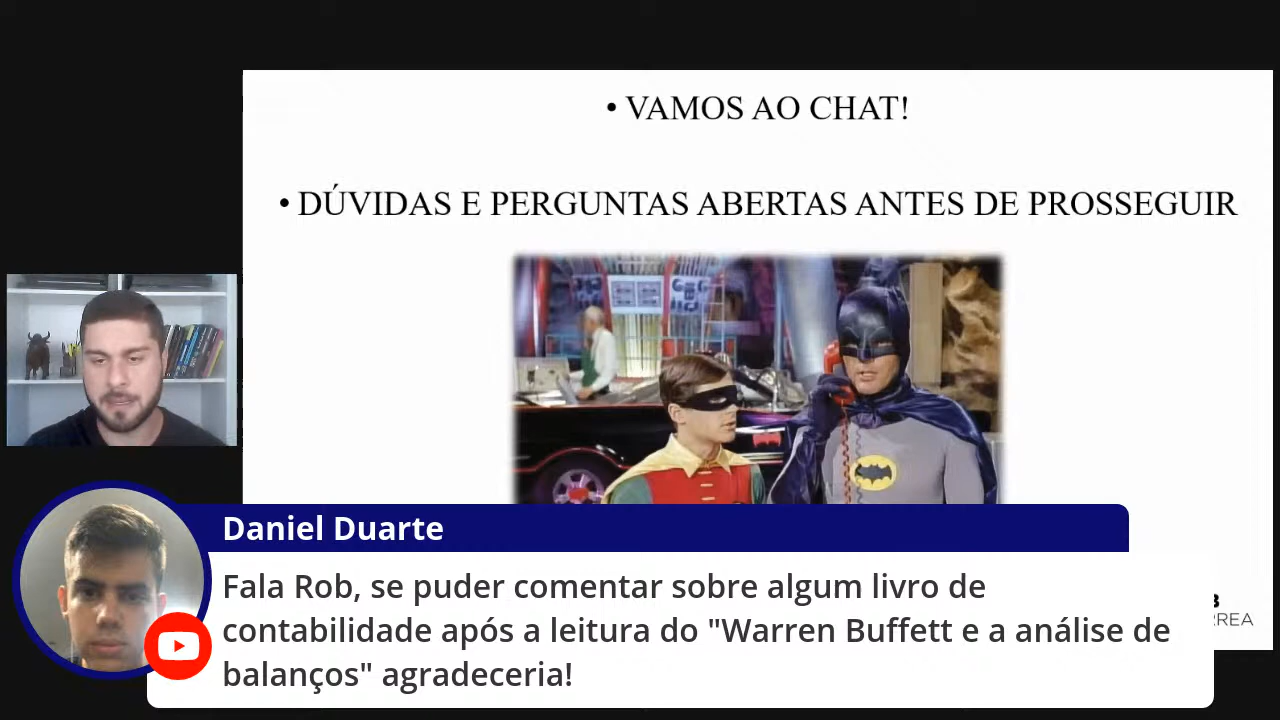 • VAMOS AO CHAT!
• DÚVIDAS E PERGUNTAS ABERTAS ANTES DE PROSSEGUIR
Daniel Duarte
Fala Rob, se puder comentar sobre algum livro de
contabilidade após a leitura do "Warren Buffett e a análise de
balanços" agradeceria!